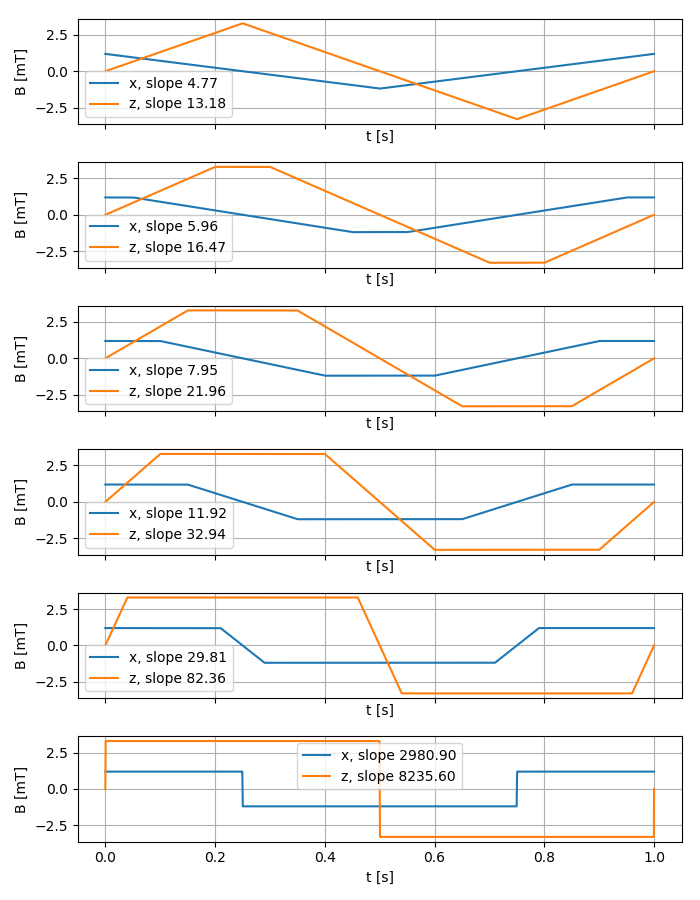 2.5
0.0
−2.5
B [mT]
x, slope 4.77
z, slope 13.18
t [s]
2.5
0.0
−2.5
B [mT]
x, slope 5.96
z, slope 16.47
t [s]
2.5
0.0
−2.5
B [mT]
x, slope 7.95
z, slope 21.96
t [s]
2.5
0.0
−2.5
B [mT]
x, slope 11.92
z, slope 32.94
t [s]
2.5
0.0
−2.5
B [mT]
x, slope 29.81
z, slope 82.36
t [s]
2.5
0.0
−2.5
B [mT]
x, slope 2980.90
z, slope 8235.60
0.0 0.2 0.4 0.6 0.8 1.0
t [s]